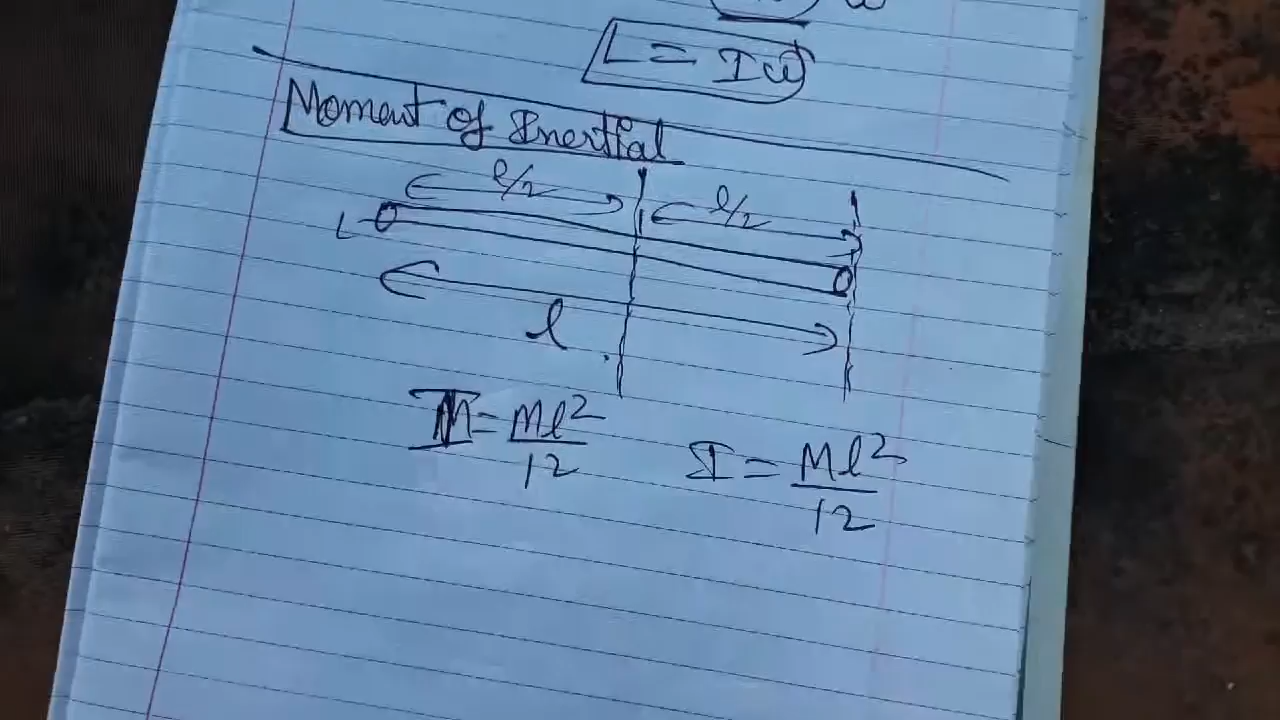 ω
L = Iω
Moment of Inertial
l/2 l/2
l
I = Ml²/12 I = Ml²/12